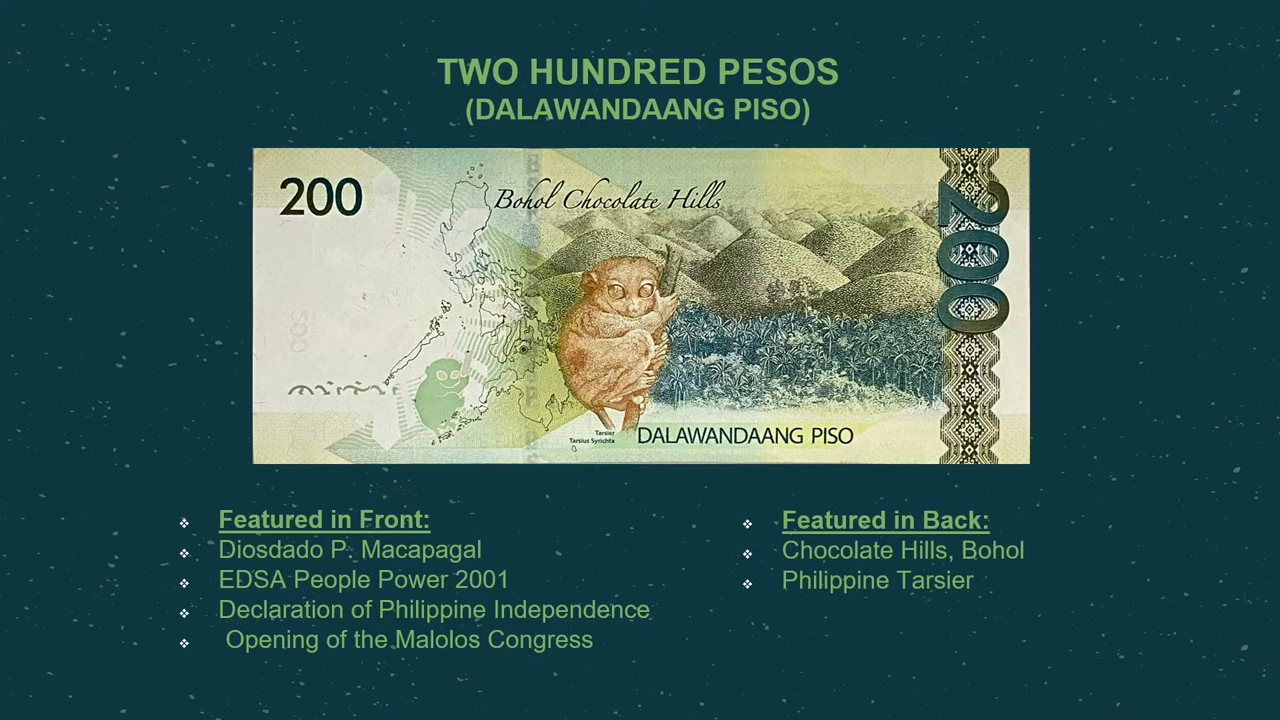 TWO HUNDRED PESOS
(DALAWANDAANG PISO)
200
Bohol Chocolate Hills
200
Tarsier
Tarsius Syrichta
DALAWANDAANG PISO
Featured in Front:
Diosdado P. Macapagal
EDSA People Power 2001
Declaration of Philippine Independence
Opening of the Malolos Congress
Featured in Back:
Chocolate Hills, Bohol
Philippine Tarsier